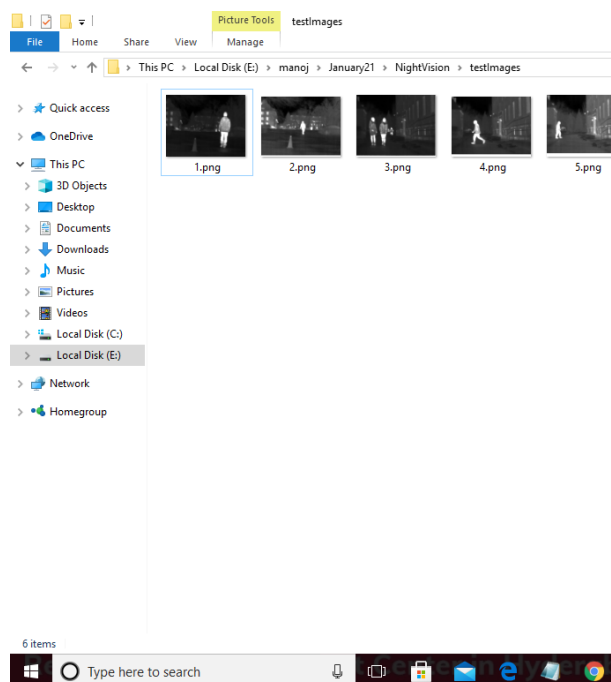 Picture Tools testImages
File Home Share View Manage
This PC Local Disk (E:) manoj January21 NightVision testImages
Quick access
OneDrive
This PC
3D Objects
Desktop
Documents
Downloads
Music
Pictures
Videos
Local Disk (C:)
Local Disk (E:)
Network
Homegroup
1.png 2.png 3.png 4.png 5.png
6 items
Type here to search